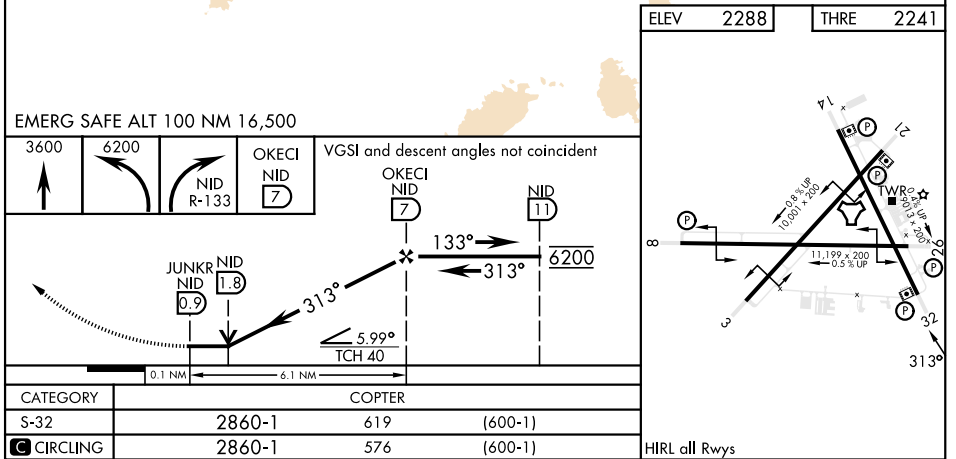 EMERG SAFE ALT 100 NM 16,500
3600
6200
NID
R-133
OKECI
NID
7
VGSI and descent angles not coincident
OKECI
NID
7
NID
11
133°
313°
6200
JUNKR
NID
0.9
NID
1.8
313°
5.99°
TCH 40
0.1 NM
6.1 NM
CATEGORY COPTER
S-32 2860-1 619 (600-1)
C CIRCLING 2860-1 576 (600-1)
ELEV 2288
THRE 2241
14
P
21
P
TWR
0.8 % UP
10,001 x 200
0.4% UP
9013 x 200
P
8
11,199 x 200
0.5 % UP
26
P
3
P
32
313°
HIRL all Rwys